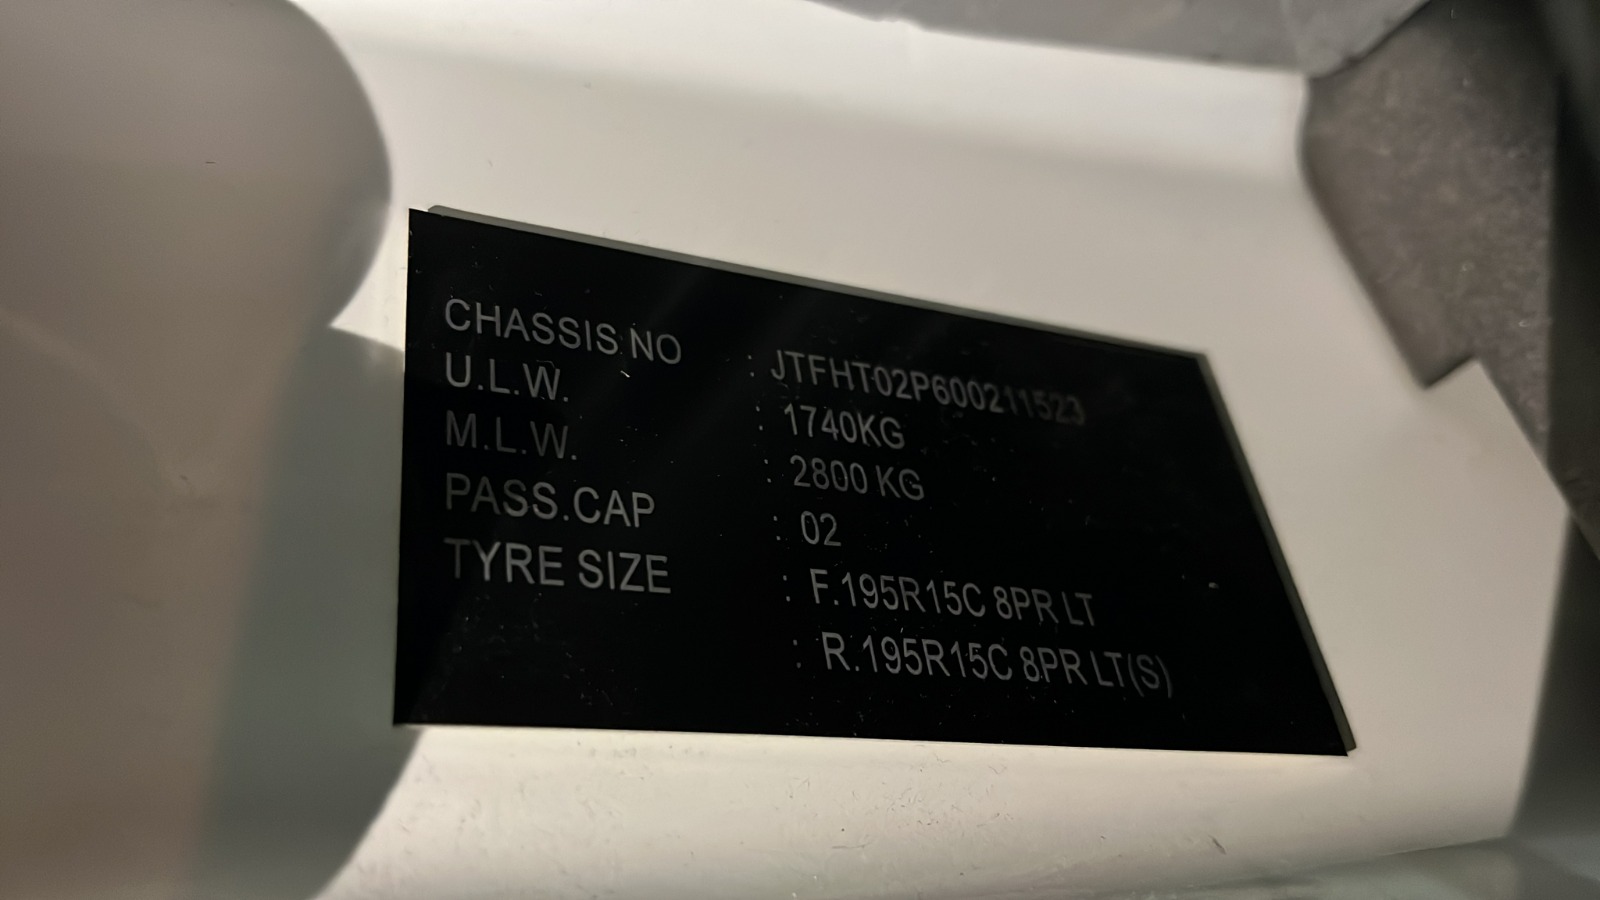 CHASSIS NO : JTFHT02P600211523
U.L.W. : 1740KG
M.L.W. : 2800 KG
PASS.CAP : 02
TYRE SIZE : F.195R15C 8PR LT
: R.195R15C 8PR LT(S)